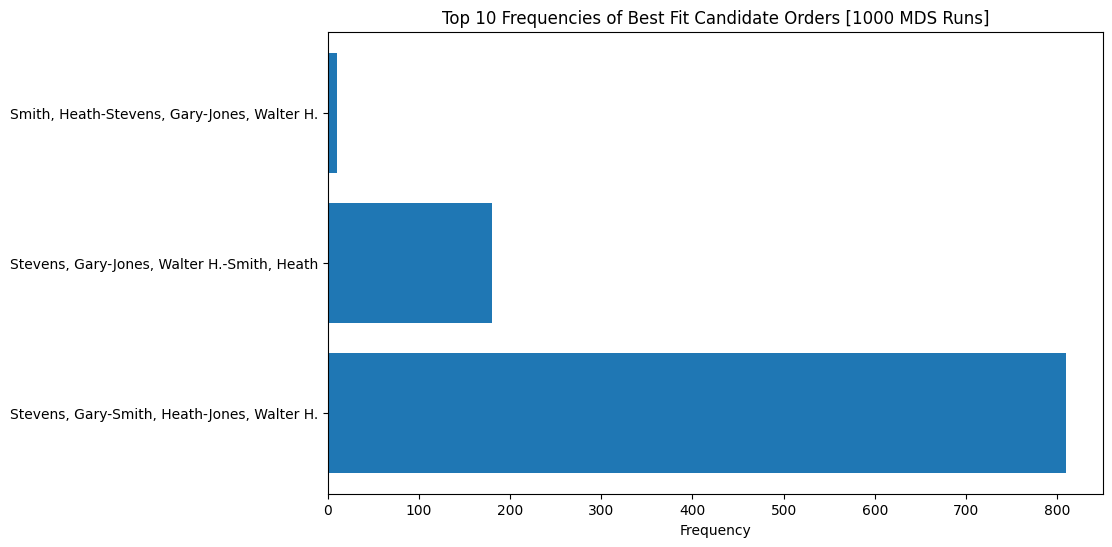 Top 10 Frequencies of Best Fit Candidate Orders [1000 MDS Runs]
Smith, Heath-Stevens, Gary-Jones, Walter H.
Stevens, Gary-Jones, Walter H.-Smith, Heath
Stevens, Gary-Smith, Heath-Jones, Walter H.
0 100 200 300 400 500 600 700 800
Frequency